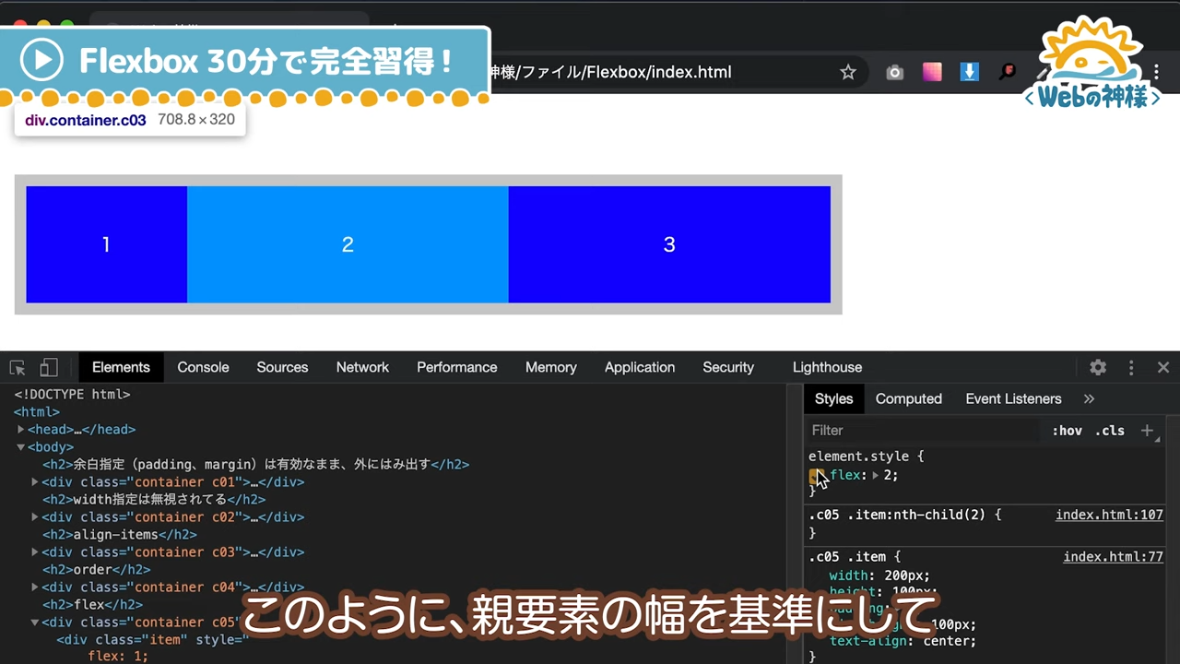 Flexbox 30分で完全習得！
神様/ファイル/Flexbox/index.html
Webの神様
div.container.c03 708.8×320
1 2 3
Elements Console Sources Network Performance Memory Application Security Lighthouse
<!DOCTYPE html>
<html>
<head>…</head>
<body>
<h2>余白指定（padding、margin）は有効なまま、外にはみ出す</h2>
<div class="container c01">…</div>
<h2>width指定は無視されてる</h2>
<div class="container c02">…</div>
<h2>align-items</h2>
<div class="container c03">…</div>
<h2>order</h2>
<div class="container c04">…</div>
<h2>flex</h2>
<div class="container c05
<div class="item" style="
flex: 1;
Styles Computed Event Listeners »
Filter :hov .cls +
element.style {
flex: 2;
}
.c05 .item:nth-child(2) { index.html:107
}
.c05 .item { index.html:77
width: 200px;
height: 100px;
100px;
text-align: center;
}
このように、親要素の幅を基準にして